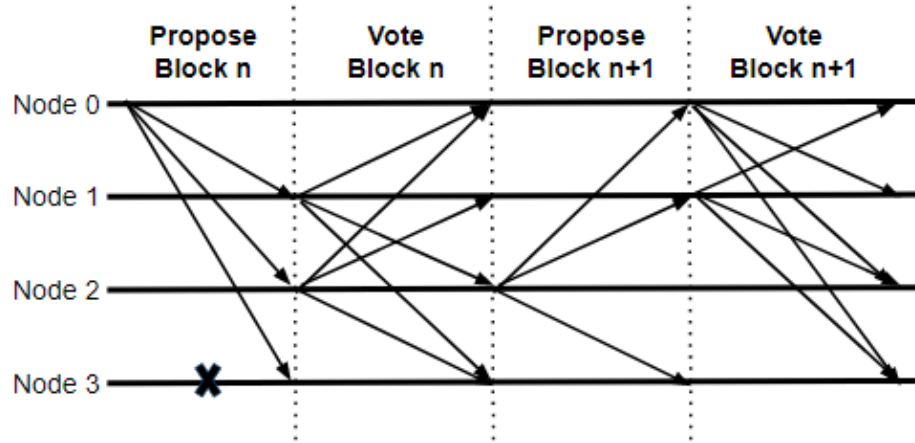 Propose
Block n
Vote
Block n
Propose
Block n+1
Vote
Block n+1
Node 0
Node 1
Node 2
Node 3